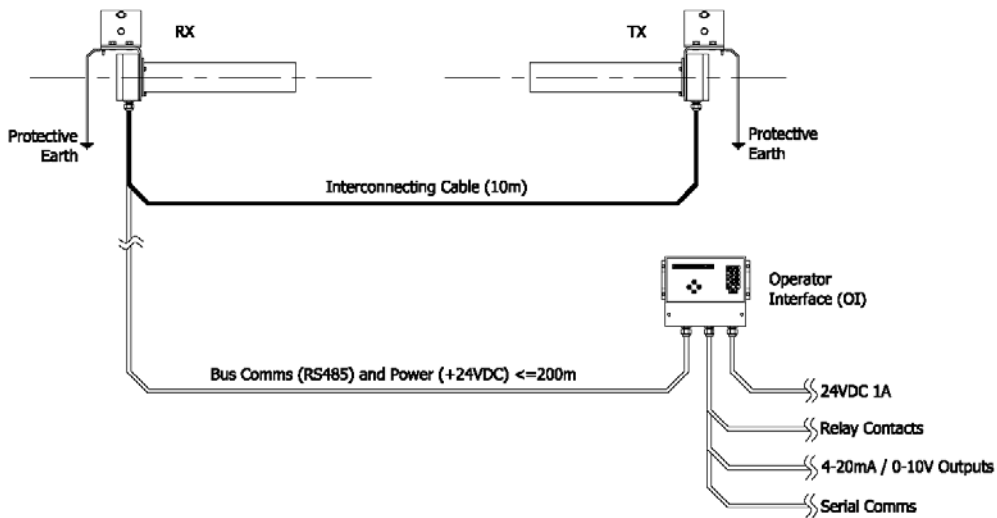 RX
TX
Protective
Earth
Protective
Earth
Interconnecting Cable (10m)
Operator
Interface (OI)
Bus Comms (RS485) and Power (+24VDC) <=200m
24VDC 1A
Relay Contacts
4-20mA / 0-10V Outputs
Serial Comms